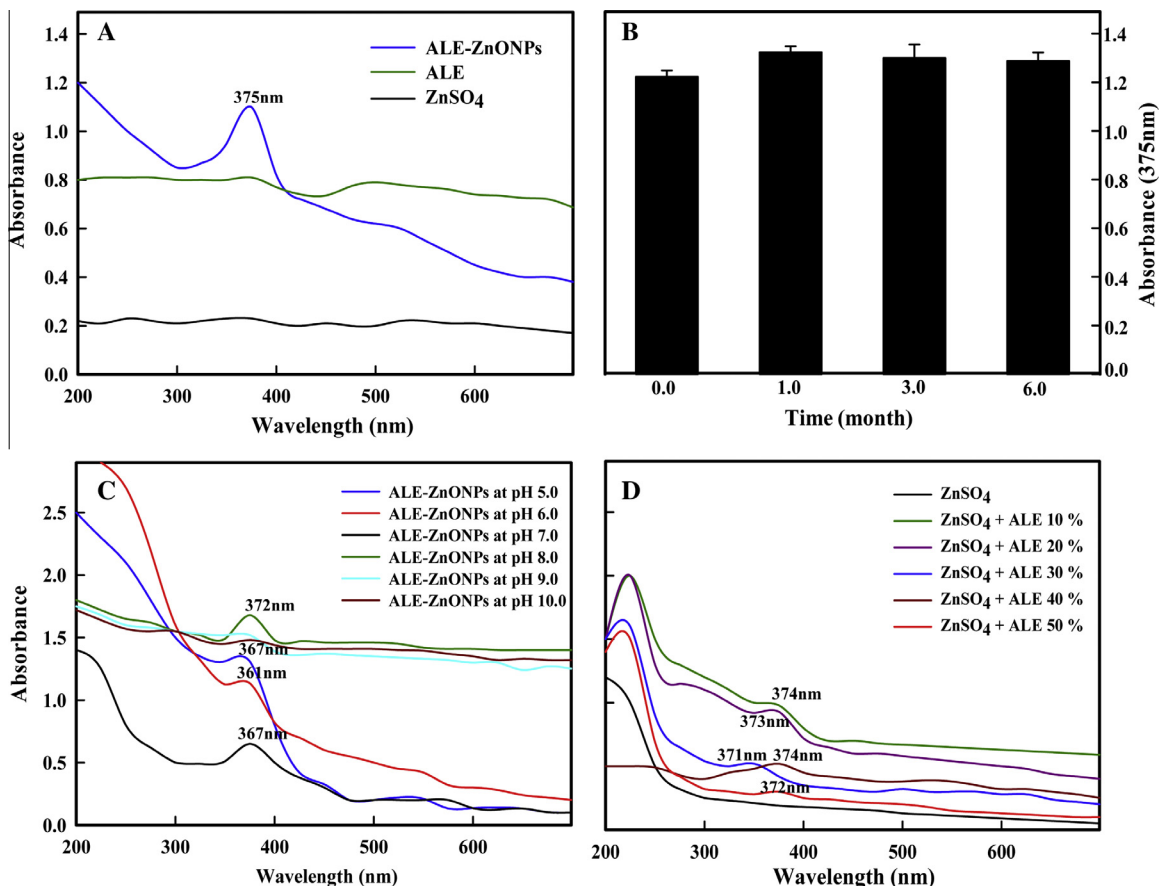 A
ALE-ZnONPs
ALE
ZnSO4
375nm
1.4
1.2
1.0
0.8
0.6
0.4
0.2
0.0
Absorbance
200 300 400 500 600
Wavelength (nm)
B
1.4
1.2
1.0
0.8
0.6
0.4
0.2
0.0
Absorbance (375nm)
0.0 1.0 3.0 6.0
Time (month)
C
ALE-ZnONPs at pH 5.0
ALE-ZnONPs at pH 6.0
ALE-ZnONPs at pH 7.0
ALE-ZnONPs at pH 8.0
ALE-ZnONPs at pH 9.0
ALE-ZnONPs at pH 10.0
372nm
367nm
361nm
367nm
2.5
2.0
1.5
1.0
0.5
0.0
Absorbance
200 300 400 500 600
Wavelength (nm)
D
ZnSO4
ZnSO4 + ALE 10 %
ZnSO4 + ALE 20 %
ZnSO4 + ALE 30 %
ZnSO4 + ALE 40 %
ZnSO4 + ALE 50 %
374nm
373nm
371nm 374nm
372nm
200 300 400 500 600
Wavelength (nm)